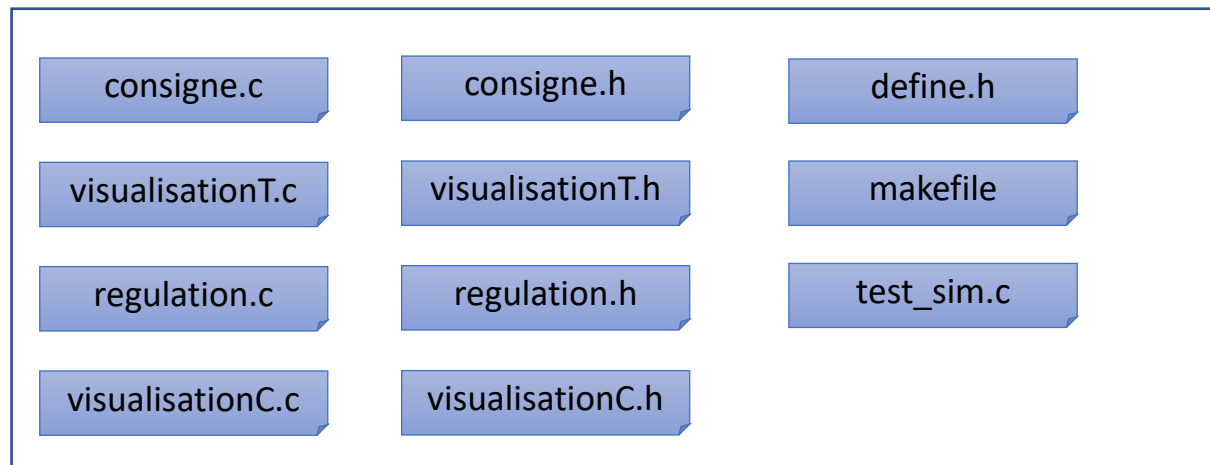 consigne.c
consigne.h
define.h
visualisationT.c
visualisationT.h
makefile
regulation.c
regulation.h
test_sim.c
visualisationC.c
visualisationC.h